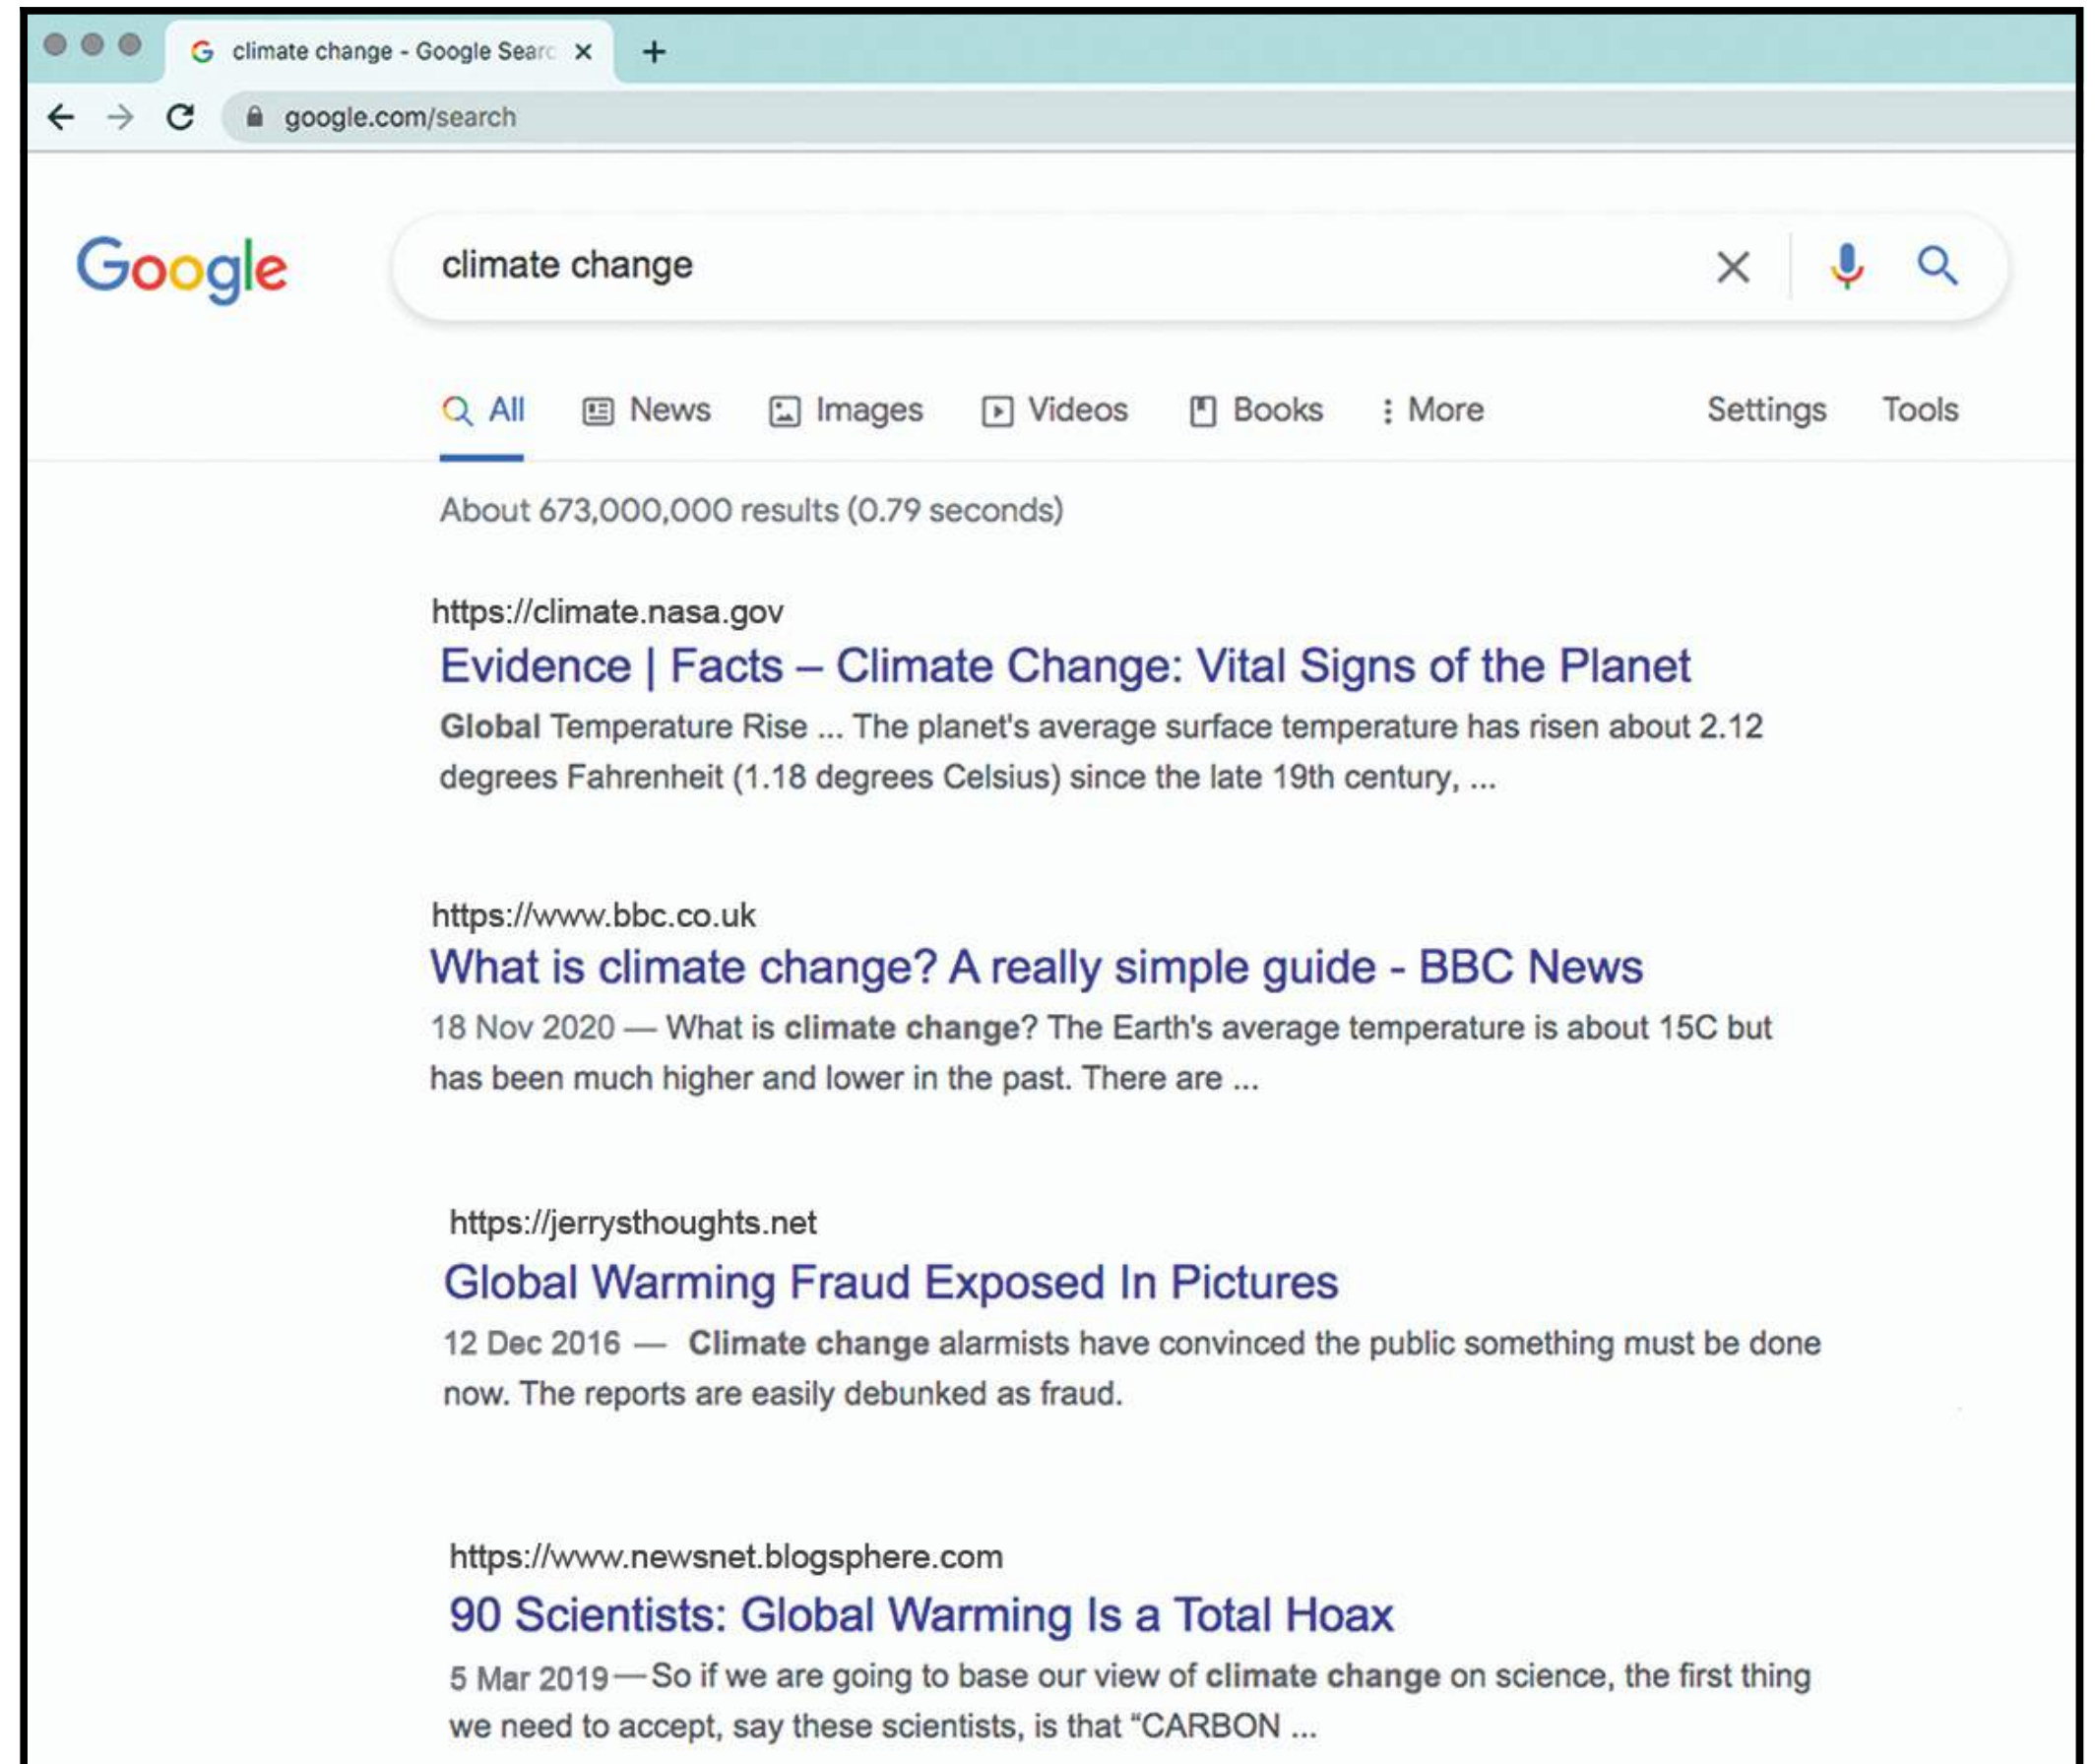 climate change - Google Searc
google.com/search
Google
climate change
All News Images Videos Books More Settings Tools
About 673,000,000 results (0.79 seconds)
https://climate.nasa.gov
Evidence | Facts – Climate Change: Vital Signs of the Planet
Global Temperature Rise ... The planet's average surface temperature has risen about 2.12
degrees Fahrenheit (1.18 degrees Celsius) since the late 19th century, ...
https://www.bbc.co.uk
What is climate change? A really simple guide - BBC News
18 Nov 2020 — What is climate change? The Earth's average temperature is about 15C but
has been much higher and lower in the past. There are ...
https://jerrysthoughts.net
Global Warming Fraud Exposed In Pictures
12 Dec 2016 — Climate change alarmists have convinced the public something must be done
now. The reports are easily debunked as fraud.
https://www.newsnet.blogsphere.com
90 Scientists: Global Warming Is a Total Hoax
5 Mar 2019 — So if we are going to base our view of climate change on science, the first thing
we need to accept, say these scientists, is that “CARBON ...